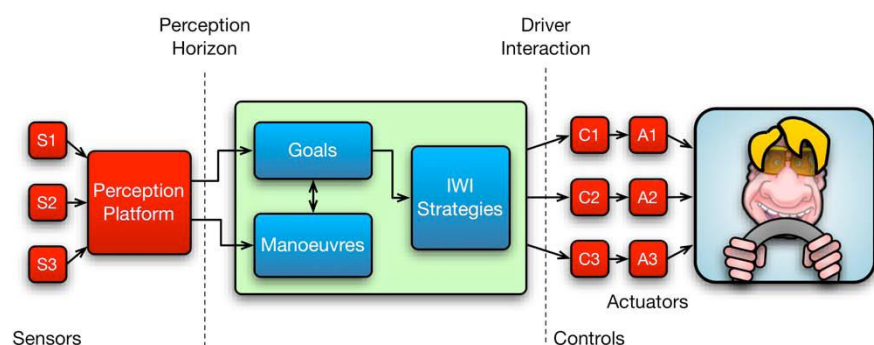 Perception
Horizon
Driver
Interaction
S1
S2
S3
Perception
Platform
Goals
Manoeuvres
IWI
Strategies
C1
A1
C2
A2
C3
A3
Actuators
Sensors
Controls